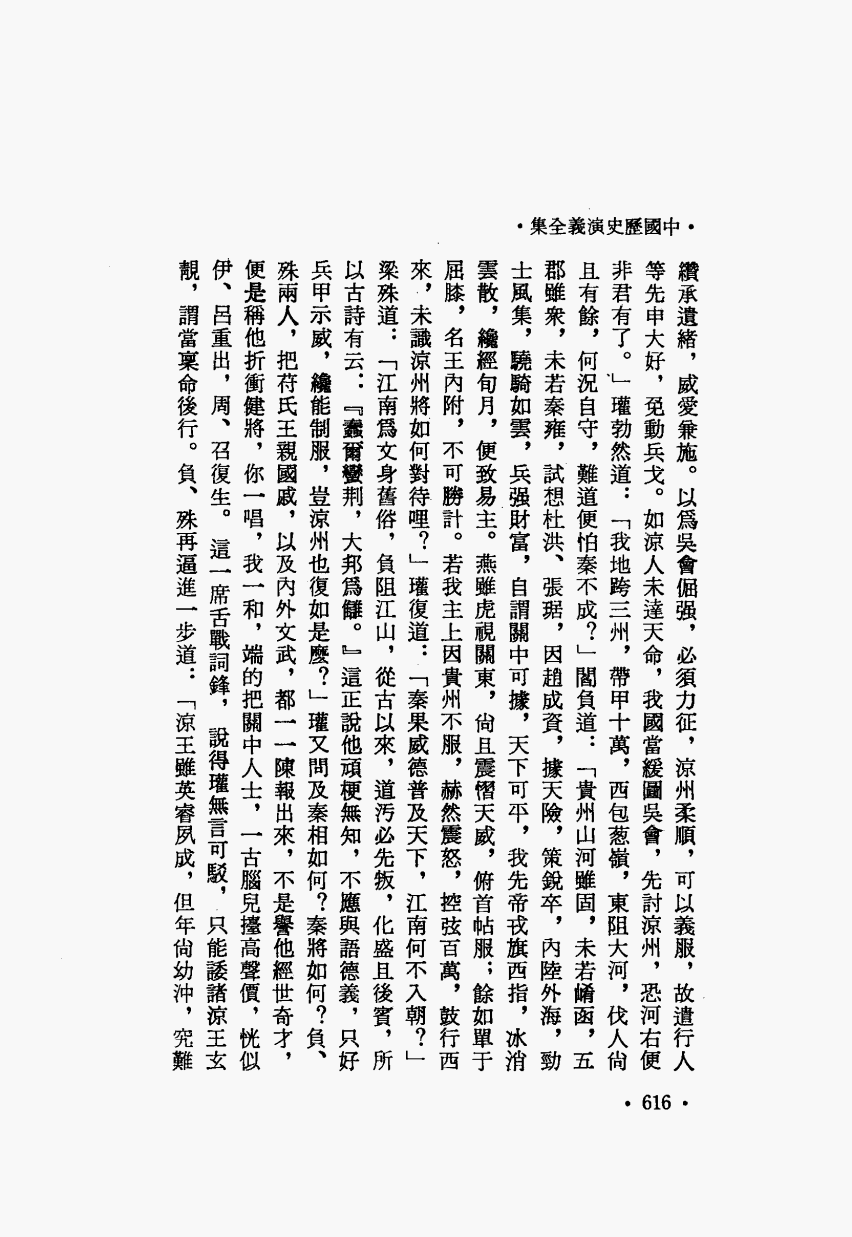 •中國歷史演義全集•
纘承遺緒，威愛兼施。以爲吳會倔强，必須力征，涼州柔順，可以義服，故遣行人
等先申大好，免動兵戈。如涼人未達天命，我國當緩圖吳會，先討涼州，恐河右便
非君有了。」瓘勃然道：「我地跨三州，帶甲十萬，西包葱嶺，東阻大河，伐人尙
且有餘，何況自守，難道便怕秦不成？」閻負道：「貴州山河雖固，未若崤函，五
郡雖衆，未若秦雍，試想杜洪、張琚，因趙成資，據天險，策銳卒，內陸外海，勁
士風集，驍騎如雲，兵强財富，自謂關中可據，天下可平，我先帝戎旗西指，冰消
雲散，纔經旬月，便致易主。燕雖虎視關東，尙且震慴天威，俯首帖服；餘如單于
屈膝，名王內附，不可勝計。若我主上因貴州不服，赫然震怒，控弦百萬，鼓行西
來，未識涼州將如何對待哩？」瓘復道：「秦果威德普及天下，江南何不入朝？」
梁殊道：「江南爲文身舊俗，負阻江山，從古以來，道汚必先叛，化盛且後賓，所
以古詩有云：『蠢爾蠻荆，大邦爲讎。』這正說他頑梗無知，不應與語德義，只好
兵甲示威，纔能制服，豈涼州也復如是麼？」瓘又問及秦相如何？秦將如何？負、
殊兩人，把苻氏王親國戚，以及內外文武，都一一陳報出來，不是譽他經世奇才，
便是稱他折衝健將，你一唱，我一和，端的把關中人士，一古腦兒擡高聲價，恍似
伊、呂重出，周、召復生。這一席舌戰詞鋒，說得瓘無言可駁，只能諉諸涼王玄
靚，謂當稟命後行。負、殊再逼進一步道：「涼王雖英睿夙成，但年尙幼沖，究難
•616•